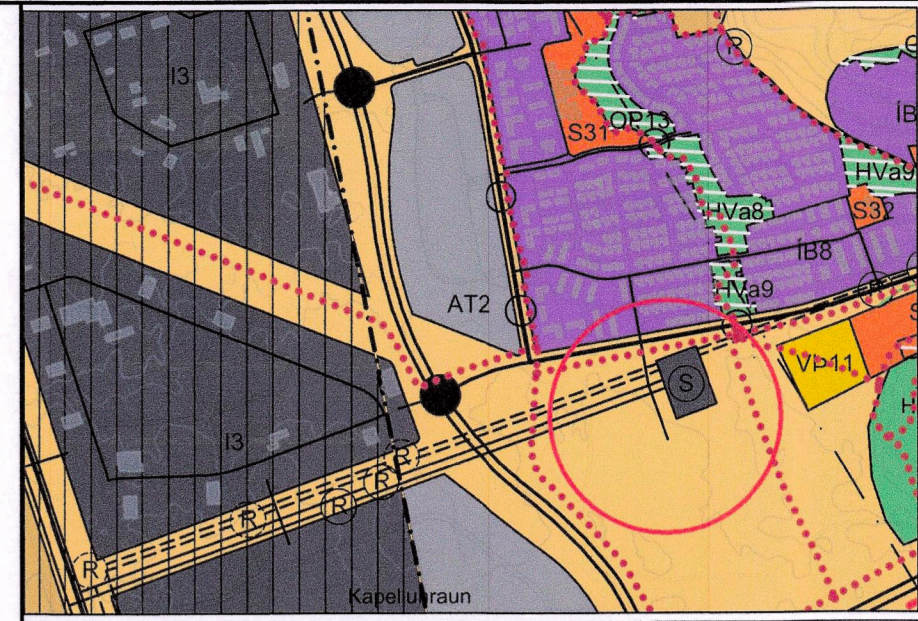 I3
R
OP13
S31
ÍB
HVa9
HVa8
S32
ÍB8
HVa9
AT2
VP11
S
I3
R
R
R
R
R
Kapelluhraun